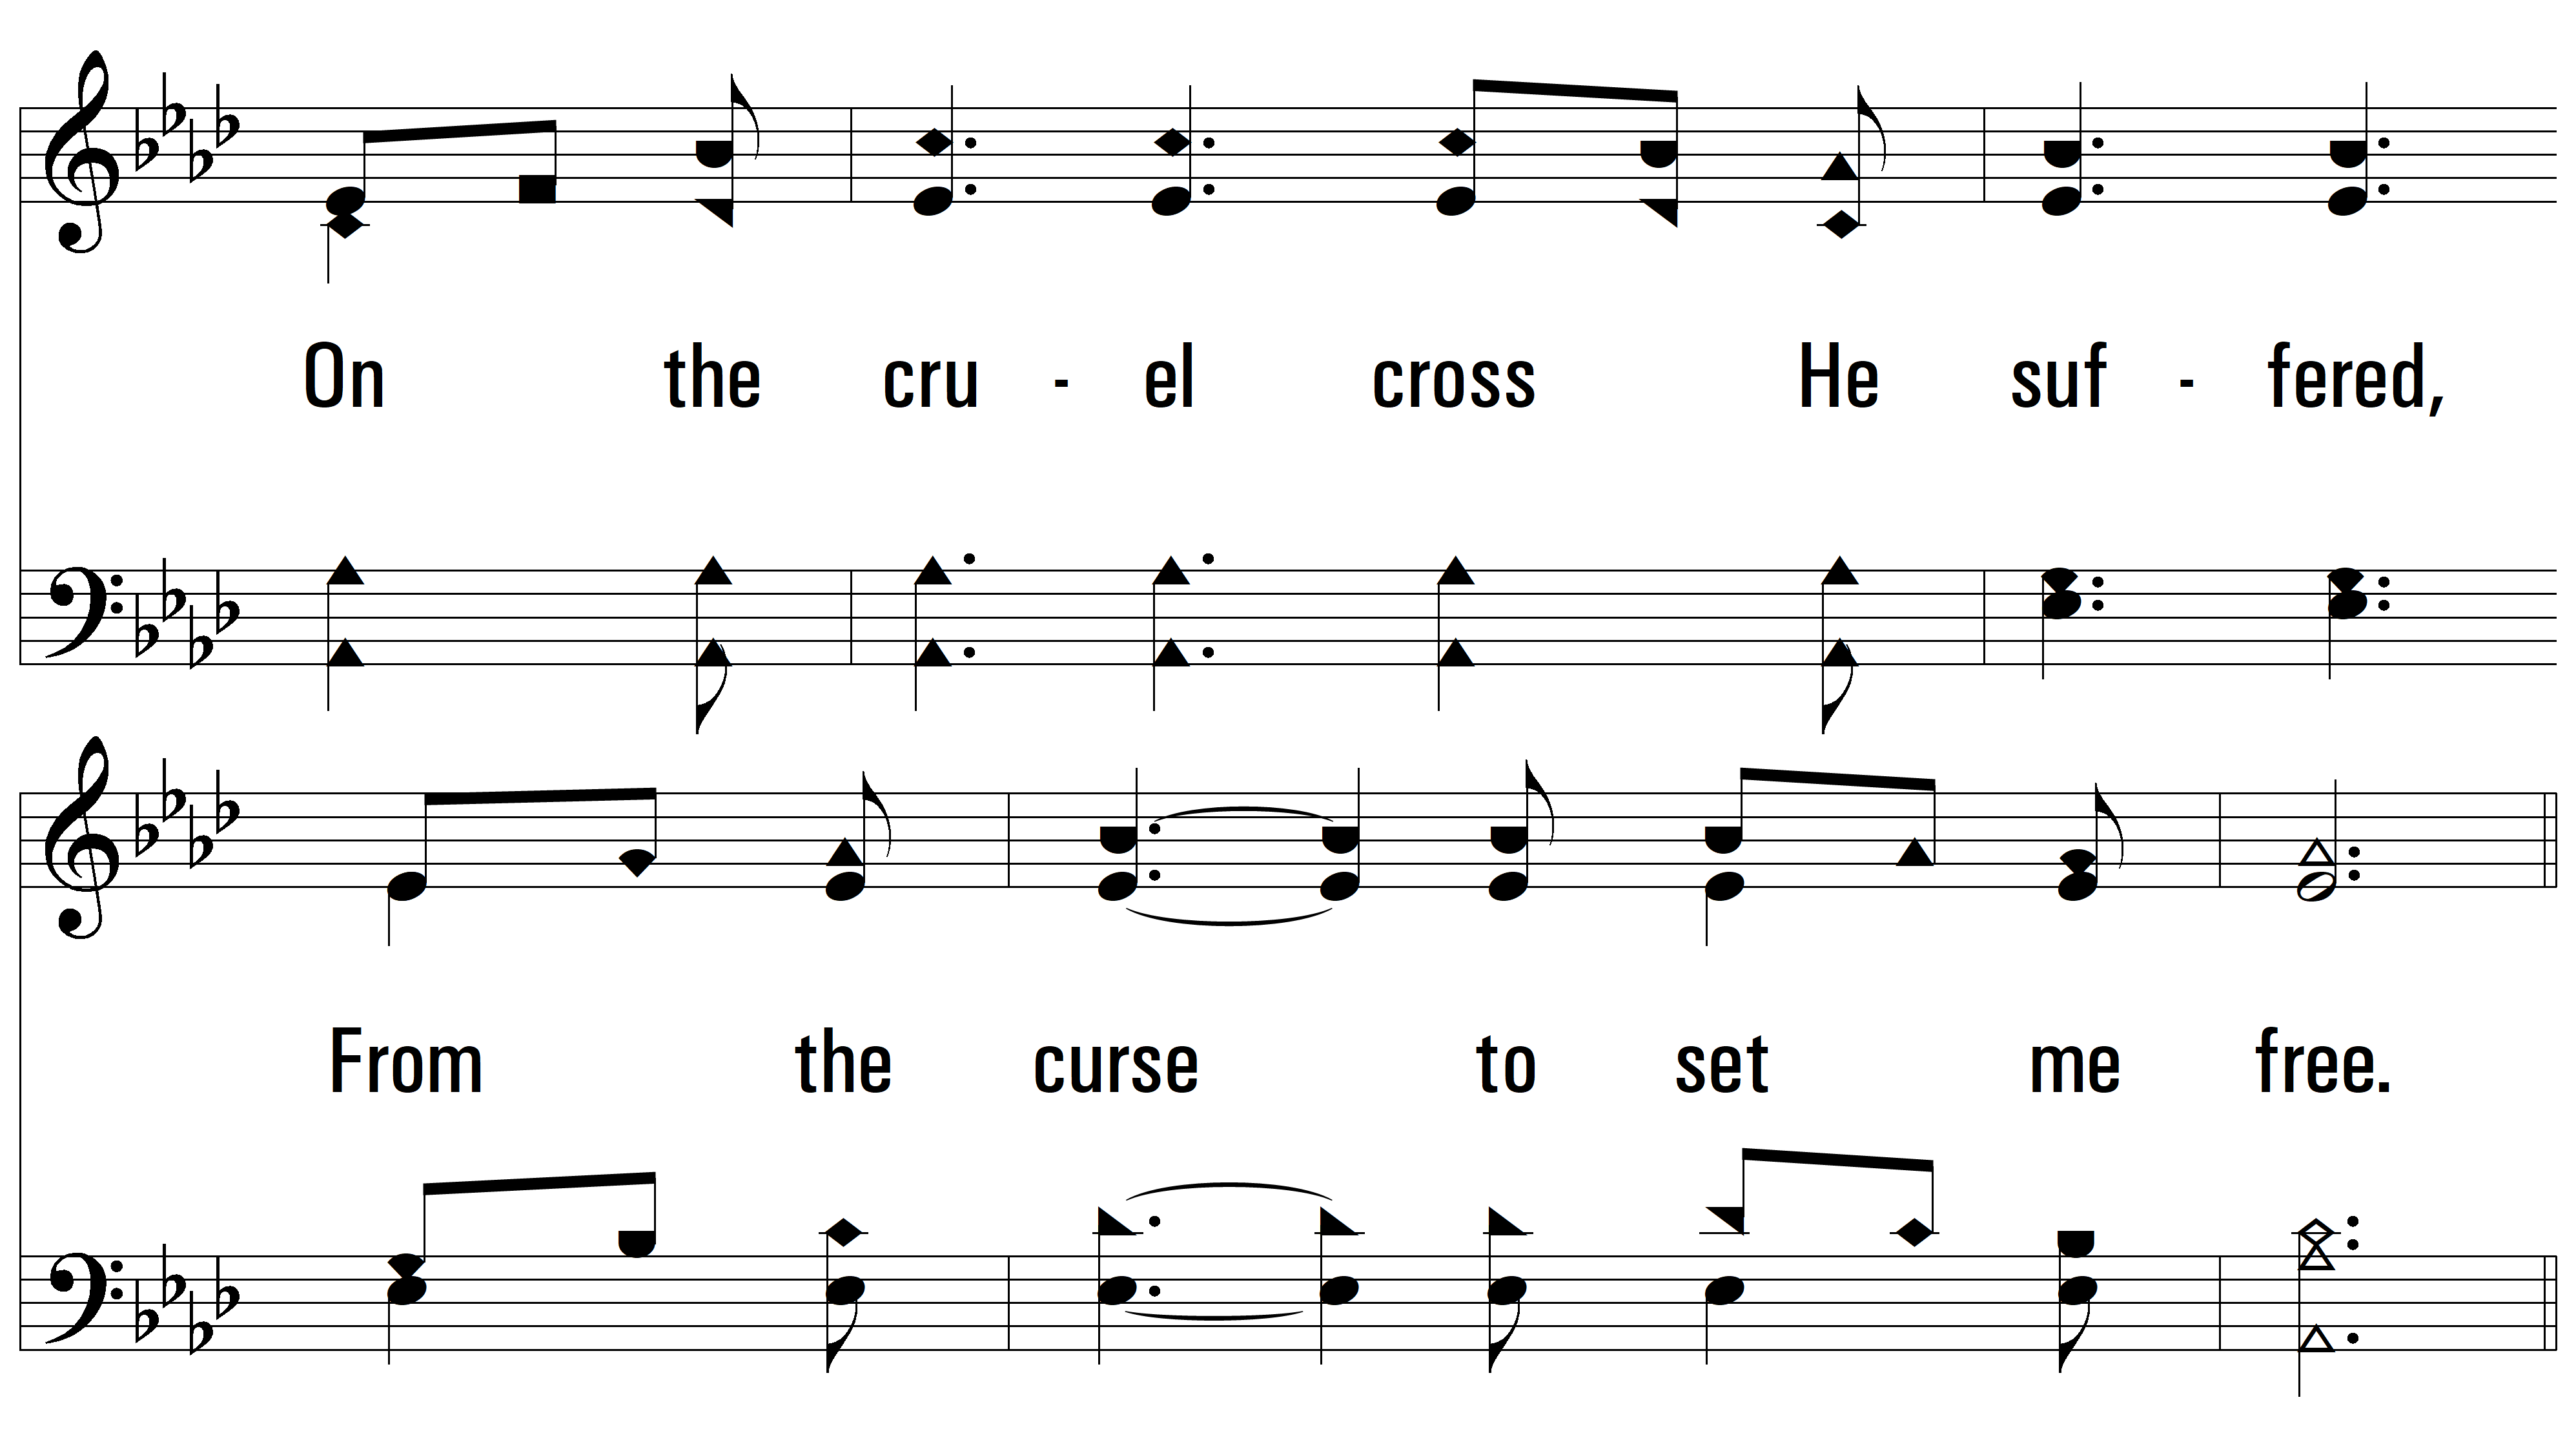 On the cru - el cross He suf - fered,
From the curse to set me free.